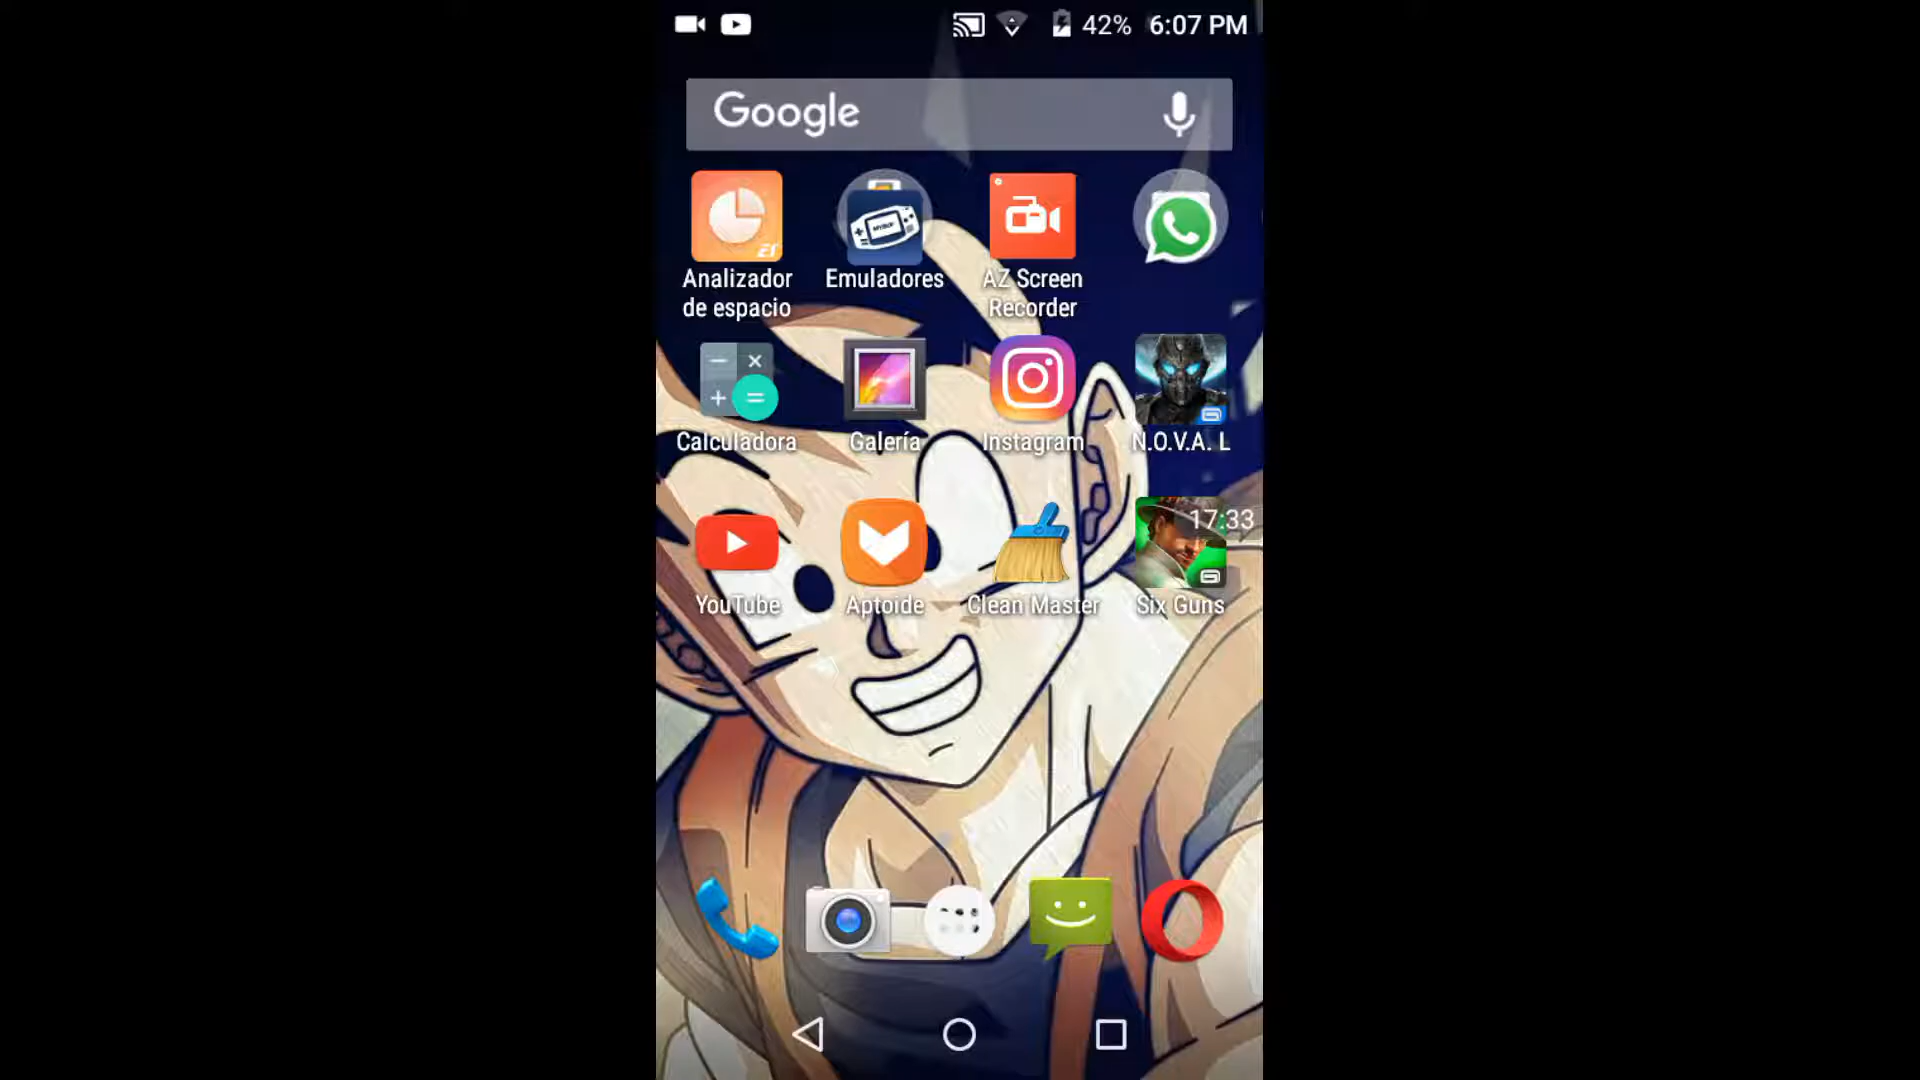 42% 6:07 PM
Google
Analizador
de espacio
Emuladores
MYBOY
AZ Screen
Recorder
Calculadora
Galería
Instagram
N.O.V.A. L
17:33
YouTube
Aptoide
Clean Master
Six Guns